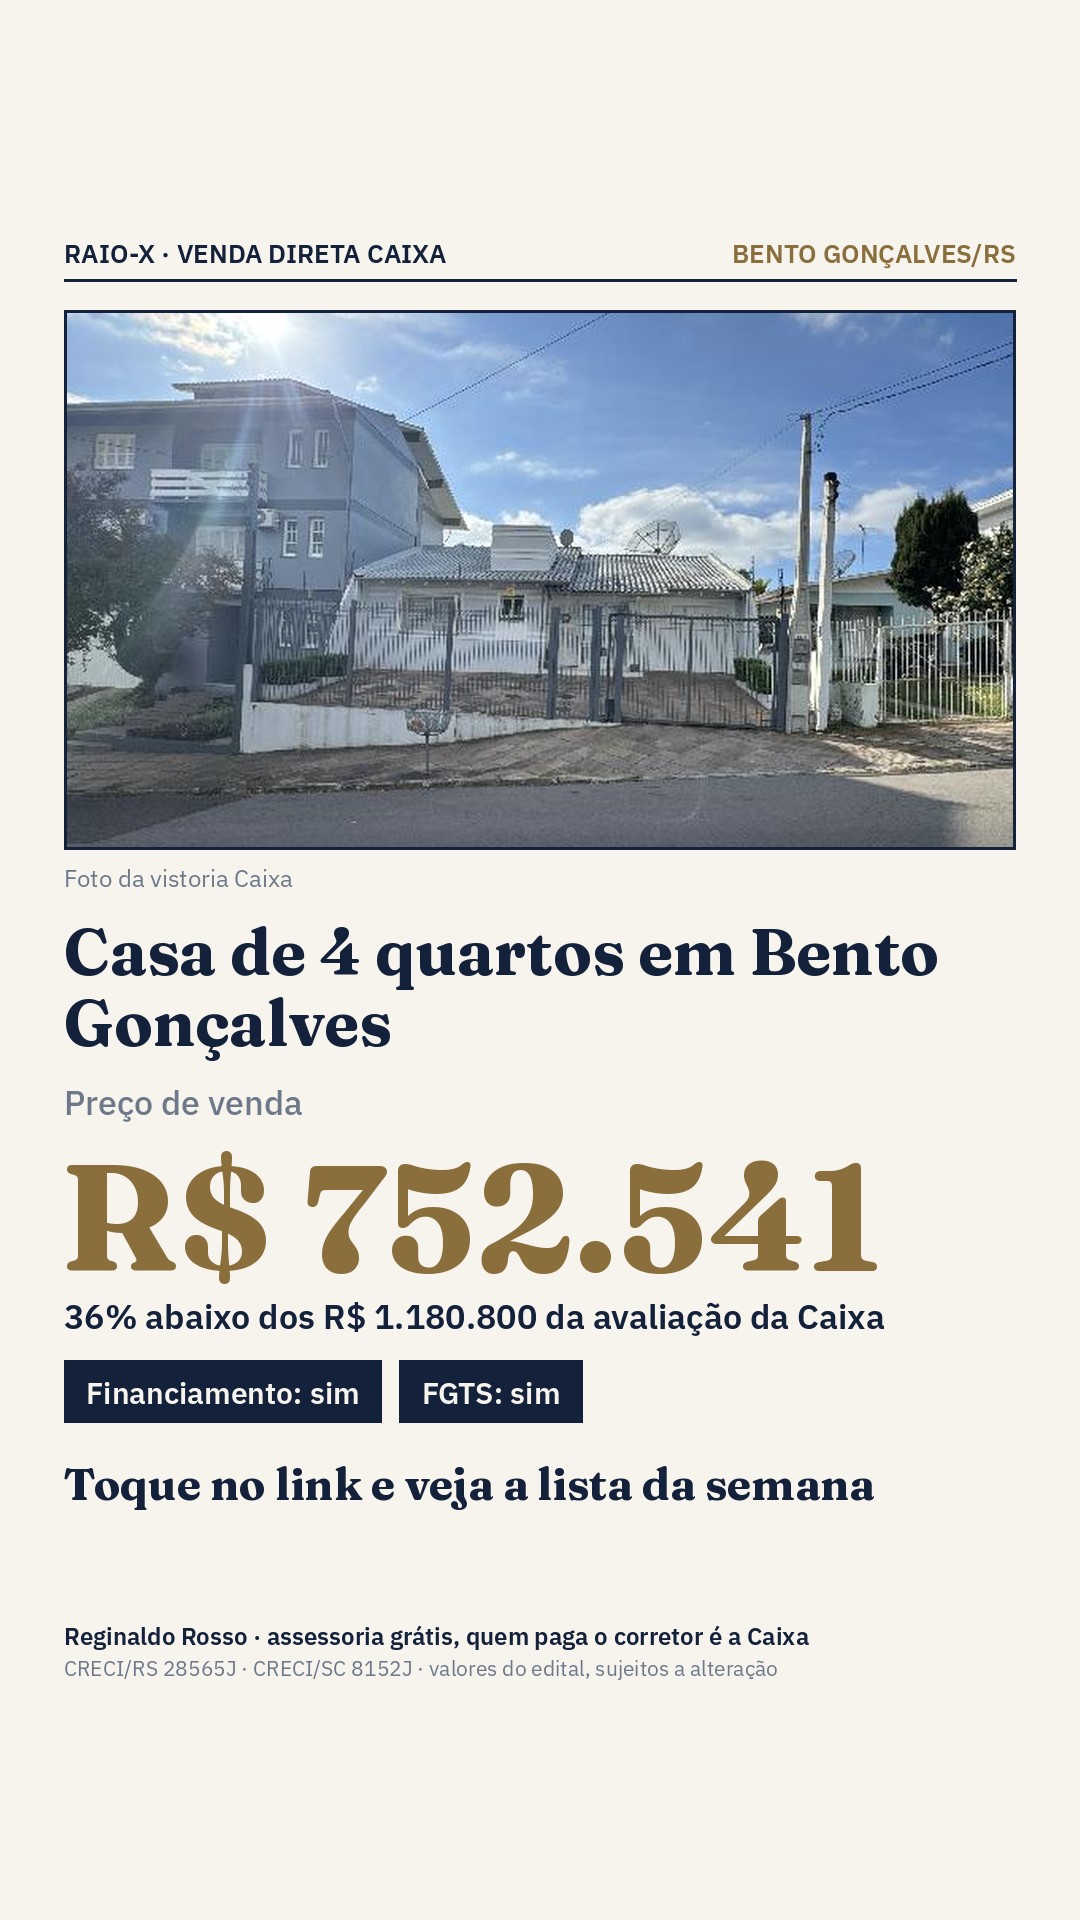 RAIO-X · VENDA DIRETA CAIXA
BENTO GONÇALVES/RS
Foto da vistoria Caixa
Casa de 4 quartos em Bento
Gonçalves
Preço de venda
R$ 752.541
36% abaixo dos R$ 1.180.800 da avaliação da Caixa
Financiamento: sim
FGTS: sim
Toque no link e veja a lista da semana
Reginaldo Rosso · assessoria grátis, quem paga o corretor é a Caixa
CRECI/RS 28565J · CRECI/SC 8152J · valores do edital, sujeitos a alteração